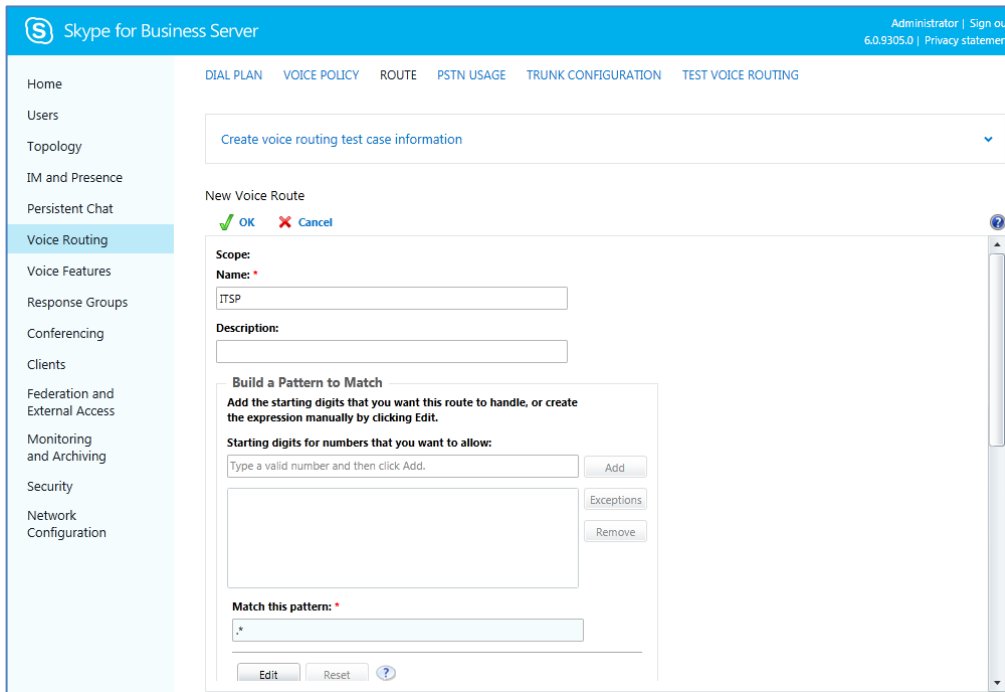 S Skype for Business Server
Administrator | Sign ou
6.0.9305.0 | Privacy statemen
Home
Users
Topology
IM and Presence
Persistent Chat
Voice Routing
Voice Features
Response Groups
Conferencing
Clients
Federation and
External Access
Monitoring
and Archiving
Security
Network
Configuration
DIAL PLAN VOICE POLICY ROUTE PSTN USAGE TRUNK CONFIGURATION TEST VOICE ROUTING
Create voice routing test case information
New Voice Route
OK Cancel
?
Scope:
Name: *
ITSP
Description:
Build a Pattern to Match
Add the starting digits that you want this route to handle, or create
the expression manually by clicking Edit.
Starting digits for numbers that you want to allow:
Type a valid number and then click Add.
Add
Exceptions
Remove
Match this pattern: *
.*
Edit Reset ?